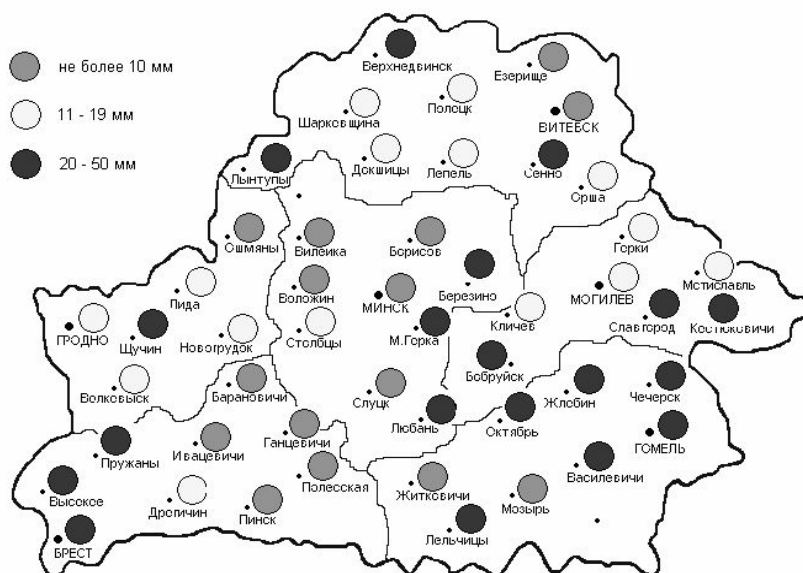 не более 10 мм
11 - 19 мм
20 - 50 мм
Верхнедвинск
Езерище
Полоцк
Шарковщина
ВИТЕБСК
Докшицы
Лепель
Сенно
Лынтупы
Орша
Ошмяны
Вилейка
Борисов
Горки
Мстиславль
Лида
Воложин
МИНСК
Березино
МОГИЛЕВ
Кличев
Славгород
Костюковичи
ГРОДНО
Щучин
Новогрудок
Столбцы
М.Горка
Волковыск
Барановичи
Слуцк
Бобруйск
Жлобин
Чечерск
Любань
Октябрь
ГОМЕЛЬ
Пружаны
Ивацевичи
Ганцевичи
Полесская
Василевичи
Высокое
Дрогичин
Пинск
Житковичи
Мозырь
БРЕСТ
Лельчицы